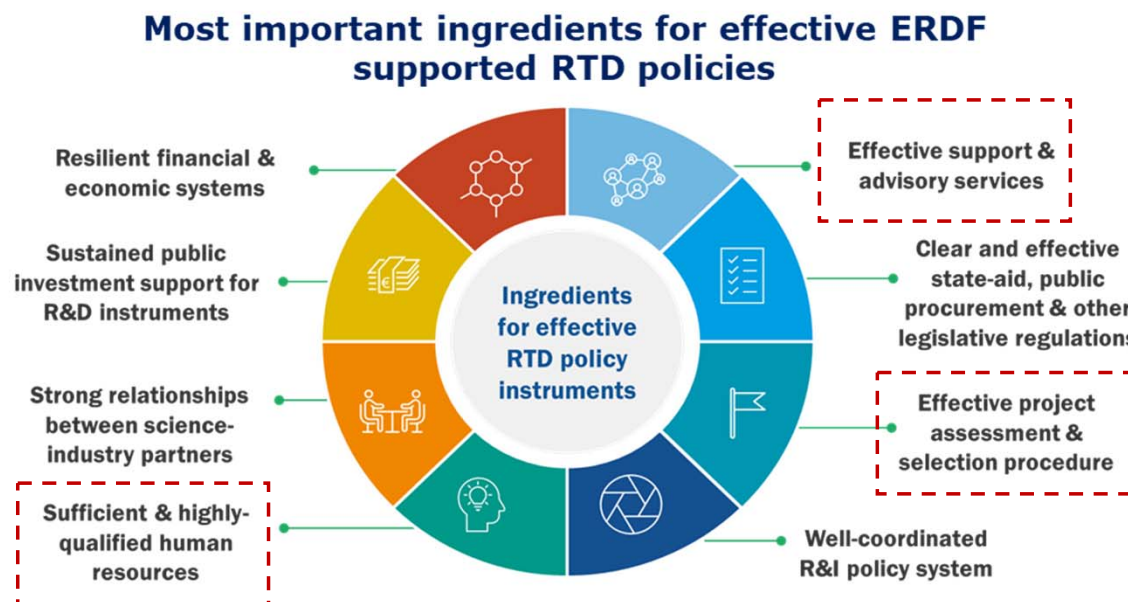 Most important ingredients for effective ERDF
supported RTD policies
Resilient financial &
economic systems
Sustained public
investment support for
R&D instruments
Strong relationships
between science-
industry partners
Sufficient & highly-
qualified human
resources
Ingredients
for effective
RTD policy
instruments
€
Effective support &
advisory services
Clear and effective
state-aid, public
procurement & other
legislative regulations
Effective project
assessment &
selection procedure
Well-coordinated
R&I policy system